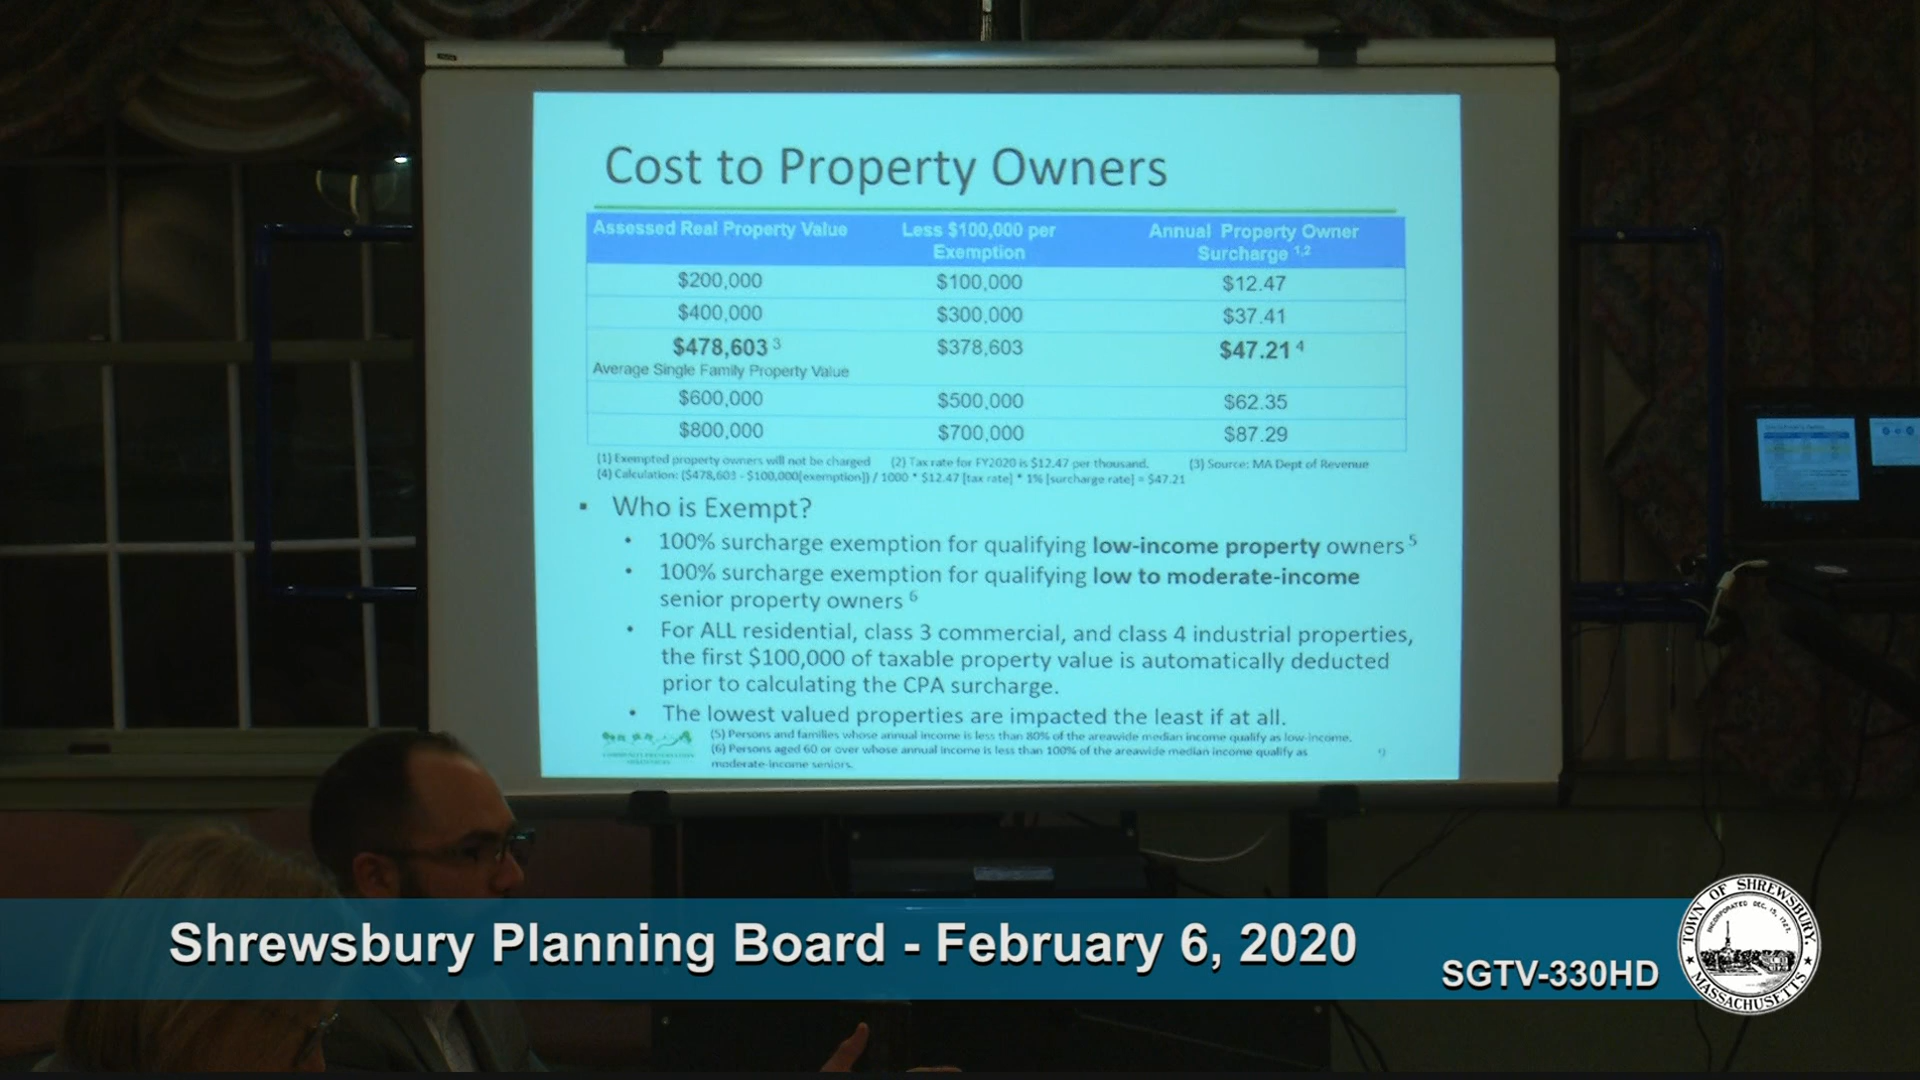 Cost to Property Owners
Assessed Real Property Value Less $100,000 per Exemption Annual Property Owner Surcharge 1,2
$200,000 $100,000 $12.47
$400,000 $300,000 $37.41
$478,603 3 $378,603 $47.21 4
Average Single Family Property Value
$600,000 $500,000 $62.35
$800,000 $700,000 $87.29
(1) Exempted property owners will not be charged (2) Tax rate for FY2020 is $12.47 per thousand. (3) Source: MA Dept of Revenue
(4) Calculation: ($478,603 - $100,000[exemption]) / 1000 * $12.47 [tax rate] * 1% [surcharge rate] = $47.21
▪ Who is Exempt?
• 100% surcharge exemption for qualifying low-income property owners 5
• 100% surcharge exemption for qualifying low to moderate-income
senior property owners 6
• For ALL residential, class 3 commercial, and class 4 industrial properties,
the first $100,000 of taxable property value is automatically deducted
prior to calculating the CPA surcharge.
• The lowest valued properties are impacted the least if at all.
(5) Persons and families whose annual income is less than 80% of the areawide median income qualify as low-income.
(6) Persons aged 60 or over whose annual income is less than 100% of the areawide median income qualify as
moderate-income seniors.
Shrewsbury Planning Board - February 6, 2020
SGTV-330HD
TOWN OF SHREWSBURY,
INCORPORATED DEC. 15, 1727.
MASSACHUSETTS